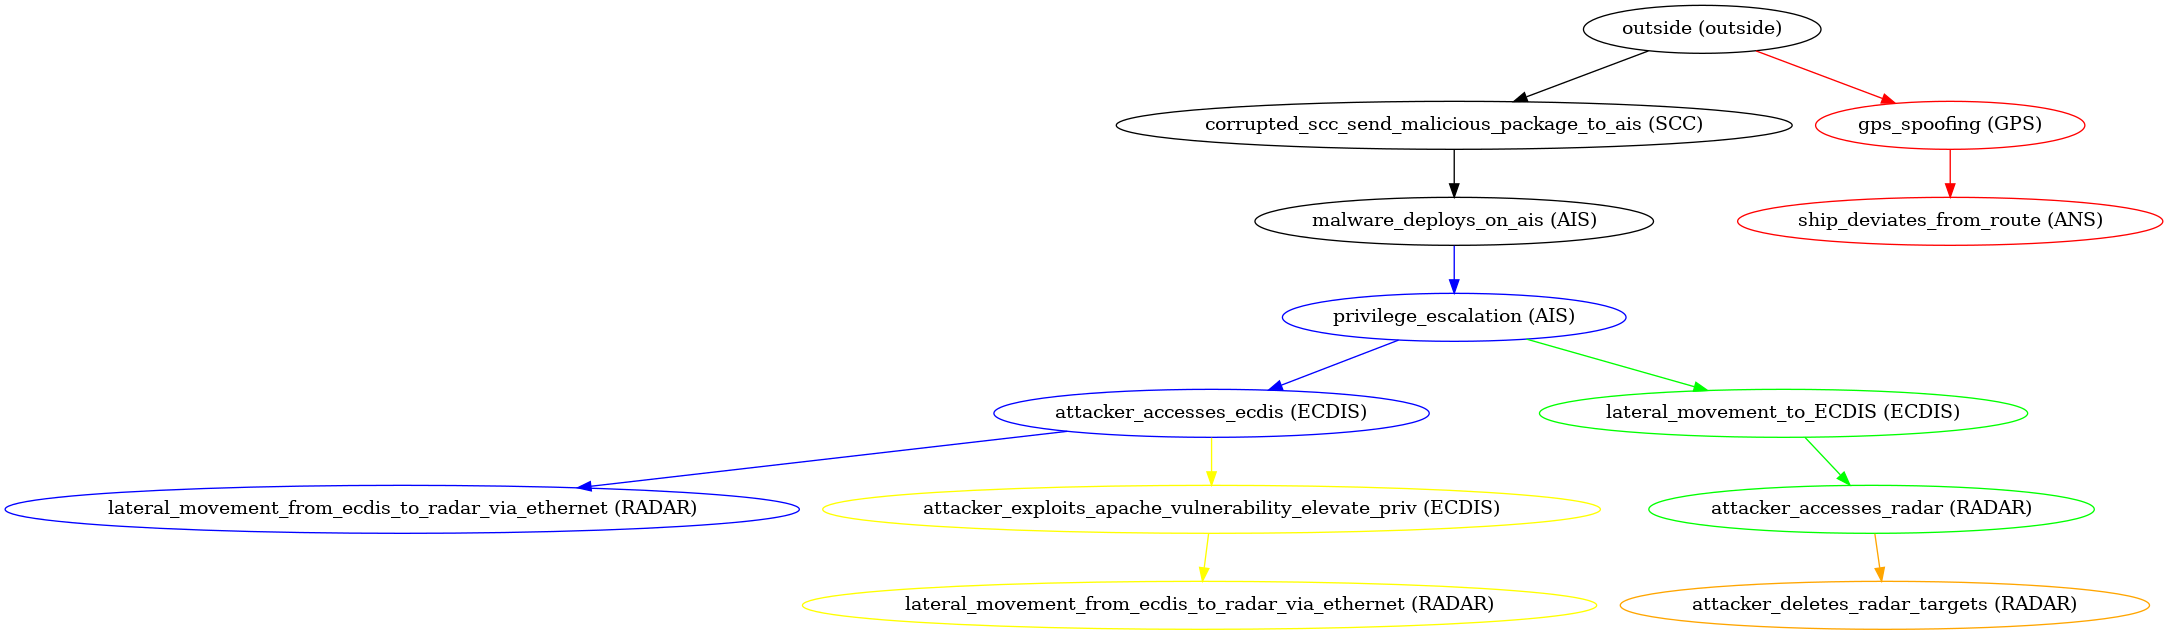 outside (outside)
corrupted_scc_send_malicious_package_to_ais (SCC)
gps_spoofing (GPS)
malware_deploys_on_ais (AIS)
ship_deviates_from_route (ANS)
privilege_escalation (AIS)
attacker_accesses_ecdis (ECDIS)
lateral_movement_to_ECDIS (ECDIS)
lateral_movement_from_ecdis_to_radar_via_ethernet (RADAR)
attacker_exploits_apache_vulnerability_elevate_priv (ECDIS)
attacker_accesses_radar (RADAR)
lateral_movement_from_ecdis_to_radar_via_ethernet (RADAR)
attacker_deletes_radar_targets (RADAR)